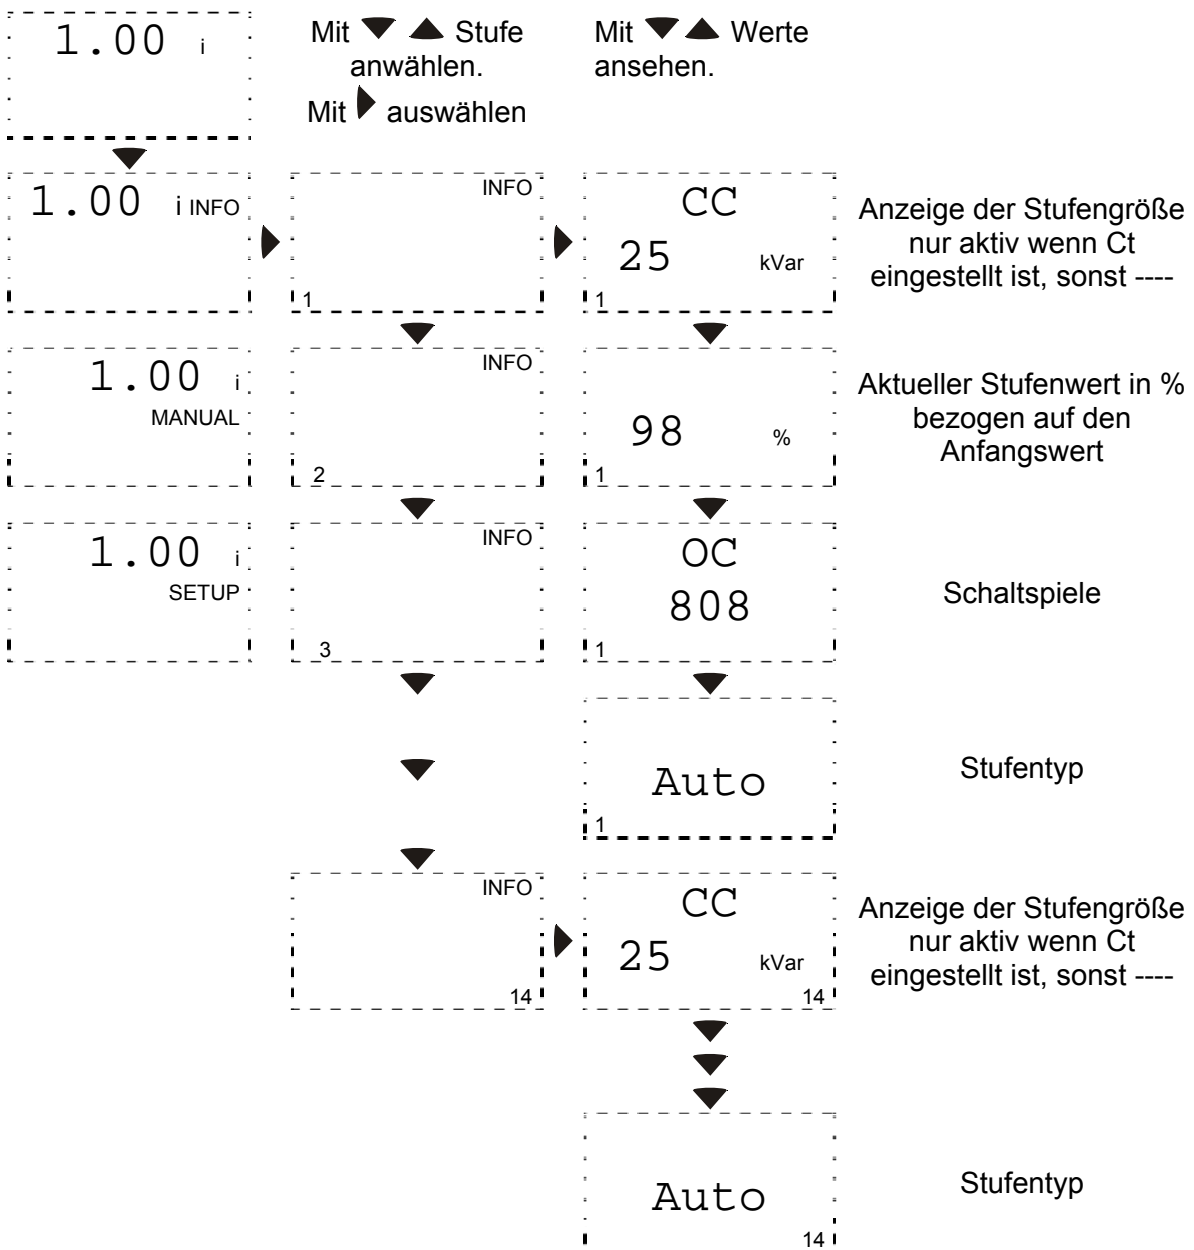 1.00 i
Mit ▼ ▲ Stufe
anwählen.
Mit ▶ auswählen
Mit ▼ ▲ Werte
ansehen.
1.00 i INFO
INFO
1
CC
25 kVar
1
Anzeige der Stufengröße
nur aktiv wenn Ct
eingestellt ist, sonst ----
1.00 i
MANUAL
INFO
2
98 %
1
Aktueller Stufenwert in %
bezogen auf den
Anfangswert
1.00 i
SETUP
INFO
3
OC
808
1
Schaltspiele
Auto
1
Stufentyp
INFO
14
CC
25 kVar
14
Anzeige der Stufengröße
nur aktiv wenn Ct
eingestellt ist, sonst ----
Auto
14
Stufentyp